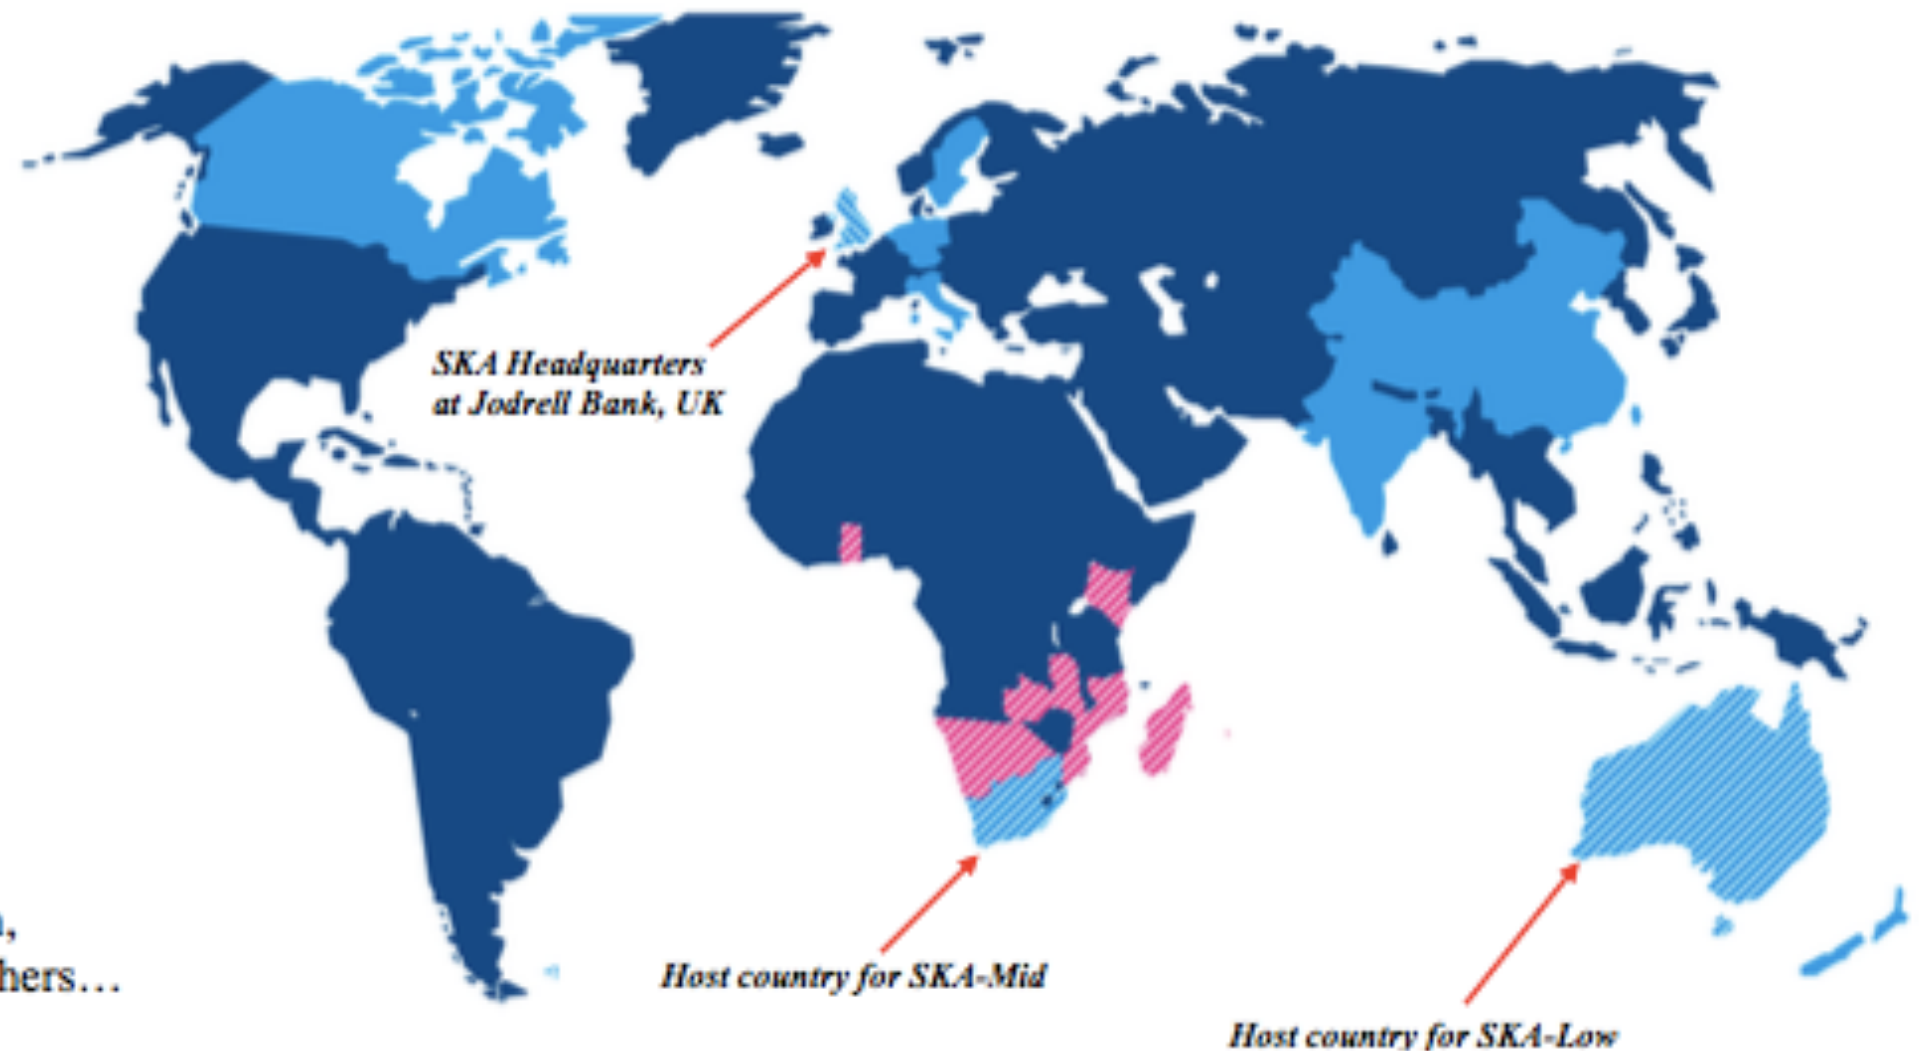 SKA Headquarters
at Jodrell Bank, UK
hers...
Host country for SKA-Mid
Host country for SKA-Low